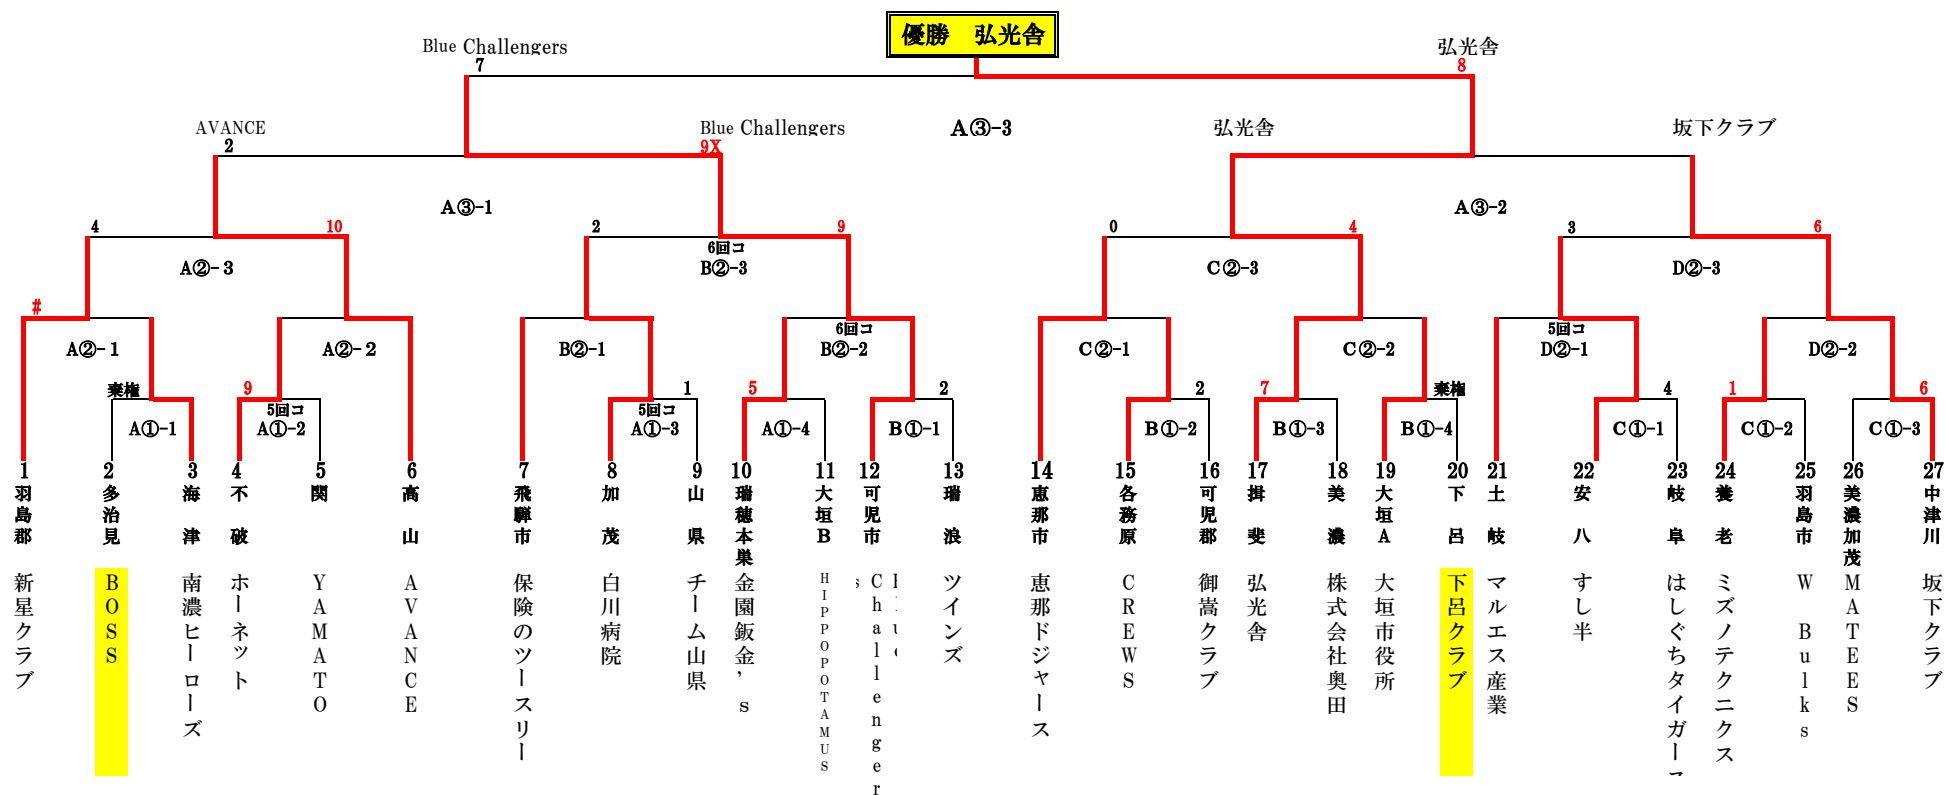 優勝　弘光舎
Blue Challengers
弘光舎
7
8
AVANCE
Blue Challengers
A③-3
弘光舎
坂下クラブ
2
9X
A③-1
A③-2
4
10
2
9
0
4
3
6
6回コ
A②-3
B②-3
C②-3
D②-3
#
6回コ
5回コ
A②-1
A②-2
B②-1
B②-2
C②-1
C②-2
D②-1
D②-2
棄権
9
1
5
2
2
7
棄権
4
1
6
5回コ
5回コ
A①-1
A①-2
A①-3
A①-4
B①-1
B①-2
B①-3
B①-4
C①-1
C①-2
C①-3
1
羽島郡
新星クラブ
2
多治見
BOSS
3
海津
南濃ヒーローズ
4
不破
ホーネット
5
関
YAMATO
6
高山
AVANCE
7
飛騨市
保険のツースリー
8
加茂
白川病院
9
山県
チーム山県
10
瑞穂本巣
金園鈑金’s
11
大垣B
HIPPOPOTAMUS
12
可児市
Challenger
s
13
瑞浪
ツインズ
14
恵那市
恵那ドジャース
15
各務原
CREWS
16
可児郡
御嵩クラブ
17
揖斐
弘光舎
18
美濃
株式会社奥田
19
大垣A
大垣市役所
20
下呂
下呂クラブ
21
土岐
マルエス産業
22
安八
すし半
23
岐阜
はしぐちタイガース
24
養老
ミズノテクニクス
25
羽島市
W Bulks
26
美濃加茂
MATEES
27
中津川
坂下クラブ